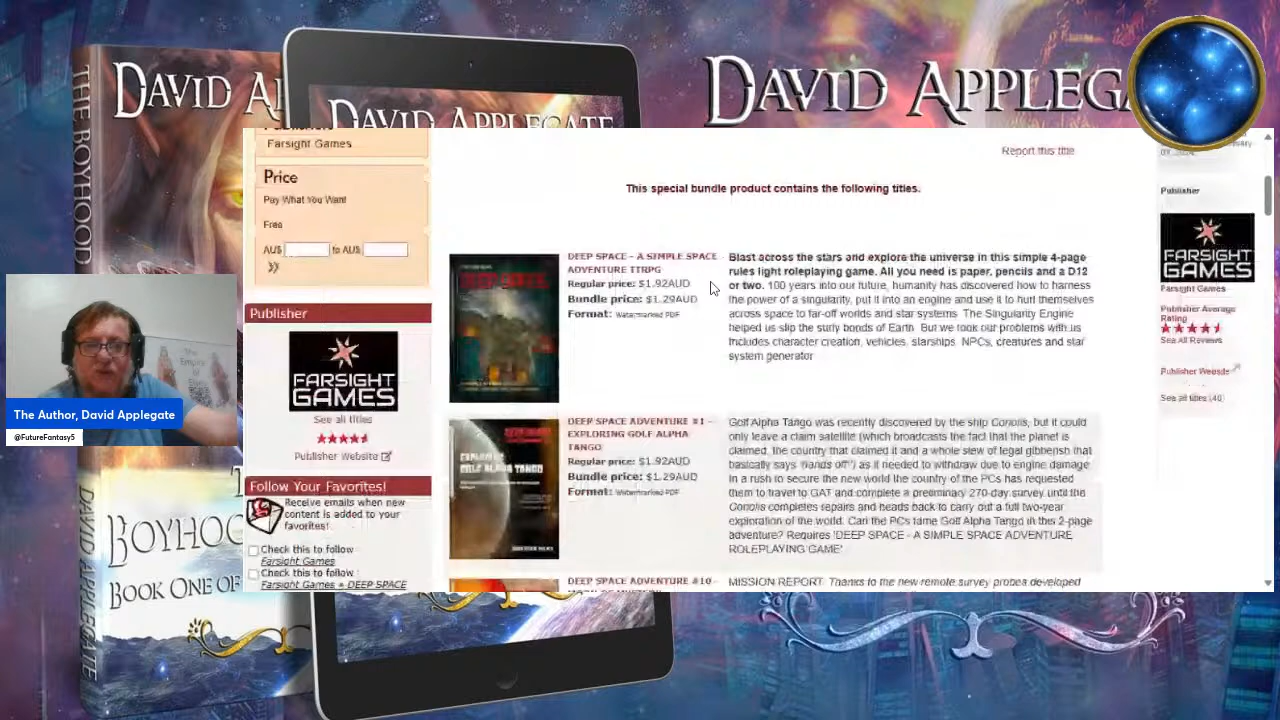 DAVID APPLEGA
DAVID AP
DAVID APPLEGATE
THE BOYHOOD
Farsight Games
Price
Pay What You Want
Free
AU$ to AU$
Publisher
FARSIGHT
GAMES
See all titles
Publisher Website
Follow Your Favorites!
Receive emails when new
content is added to your
favorites!
Check this to follow
Farsight Games
Check this to follow
Farsight Games + DEEP SPACE
Report this title
This special bundle product contains the following titles.
DEEP SPACE - A SIMPLE SPACE
ADVENTURE TTRPG
Regular price: $1.92AUD
Bundle price: $1.29AUD
Format: Watermarked PDF
Blast across the stars and explore the universe in this simple 4-page
rules light roleplaying game. All you need is paper, pencils and a D12
or two. 100 years into our future, humanity has discovered how to harness
the power of a singularity, put it into an engine and use it to hurl themselves
across space to far-off worlds and star systems. The Singularity Engine
helped us slip the surly bonds of Earth. But we took our problems with us
Includes character creation, vehicles, starships, NPCs, creatures and star
system generator
DEEP SPACE
DEEP SPACE ADVENTURE #1 -
EXPLORING GOLF ALPHA
TANGO
Regular price: $1.92AUD
Bundle price: $1.29AUD
Format: Watermarked PDF
Golf Alpha Tango was recently discovered by the ship Coriolis, but it could
only leave a claim satellite (which broadcasts the fact that the planet is
claimed, the country that claimed it and a whole slew of legal gibberish that
basically says 'hands off'') as it needed to withdraw due to engine damage
In a rush to secure the new world the country of the PCs has requested
them to travel to GAT and complete a preliminary 270-day survey until the
Coriolis completes repairs and heads back to carry out a full two-year
exploration of the world. Can the PCs tame Golf Alpha Tango in this 2-page
adventure? Requires 'DEEP SPACE - A SIMPLE SPACE ADVENTURE
ROLEPLAYING GAME'
DEEP SPACE ADVENTURE #10 -
MISSION REPORT: Thanks to the new remote survey probes developed
Publisher
FARSIGHT
GAMES
Farsight Games
Publisher Average
Rating
See All Reviews
Publisher Website
See all titles (40)
The Author, David Applegate
@FutureFantasy5
The
Empire
BOYHOO
BOOK ONE OF
DAVID APPLEGATE